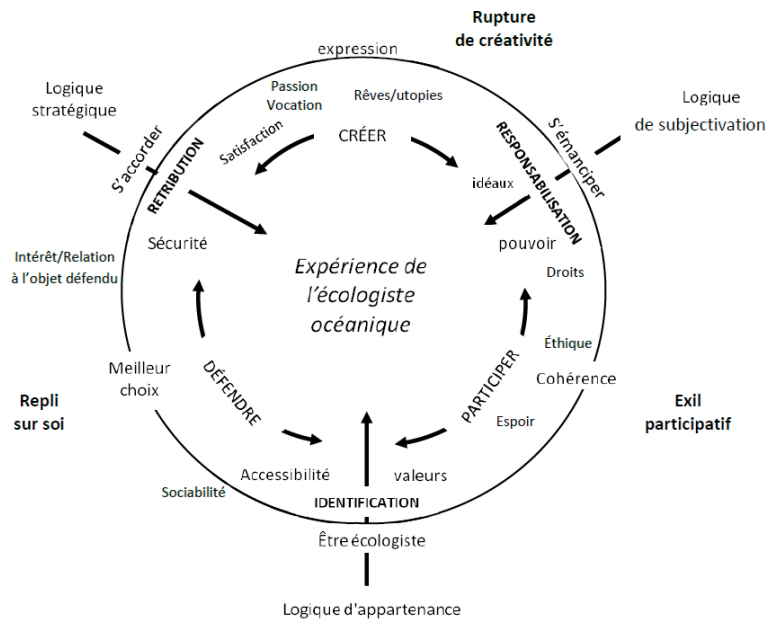 Rupture
de créativité
expression
Logique
stratégique
Passion
Vocation
Rêves/utopies
Logique
de subjectivation
S'accorder
RETRIBUTION
Satisfaction
CRÉER
RESPONSABILISATION
S'émanciper
idéaux
Sécurité
pouvoir
Intérêt/Relation
à l'objet défendu
Expérience de
l'écologiste
océanique
Droits
Éthique
Meilleur
choix
DÉFENDRE
PARTICIPER
Cohérence
Repli
sur soi
Exil
participatif
Espoir
Accessibilité
valeurs
Sociabilité
IDENTIFICATION
Être écologiste
Logique d'appartenance